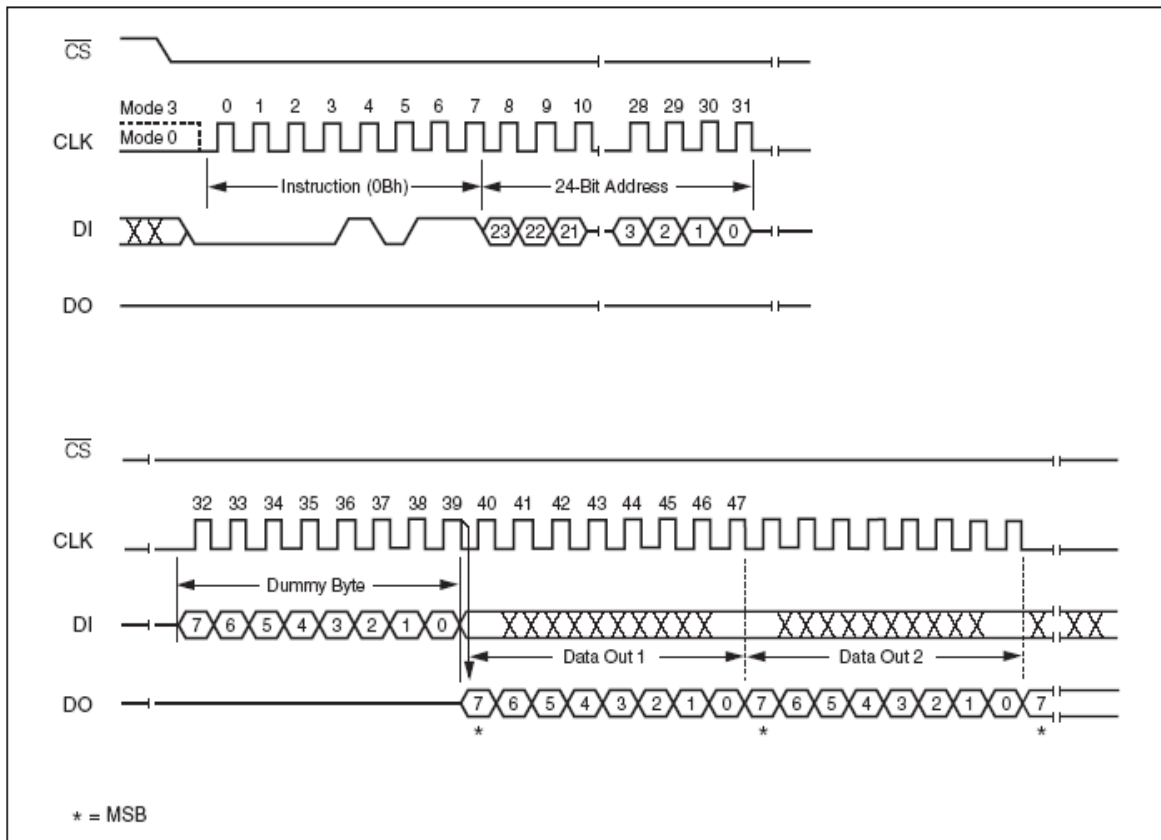 CS
Mode 3
0 1 2 3 4 5 6 7 8 9 10 28 29 30 31
CLK
Mode 0
Instruction (0Bh)
24-Bit Address
DI
23 22 21 3 2 1 0
DO
CS
32 33 34 35 36 37 38 39 40 41 42 43 44 45 46 47
CLK
Dummy Byte
DI
7 6 5 4 3 2 1 0
Data Out 1
Data Out 2
DO
7 6 5 4 3 2 1 0 7 6 5 4 3 2 1 0 7
* * *
* = MSB